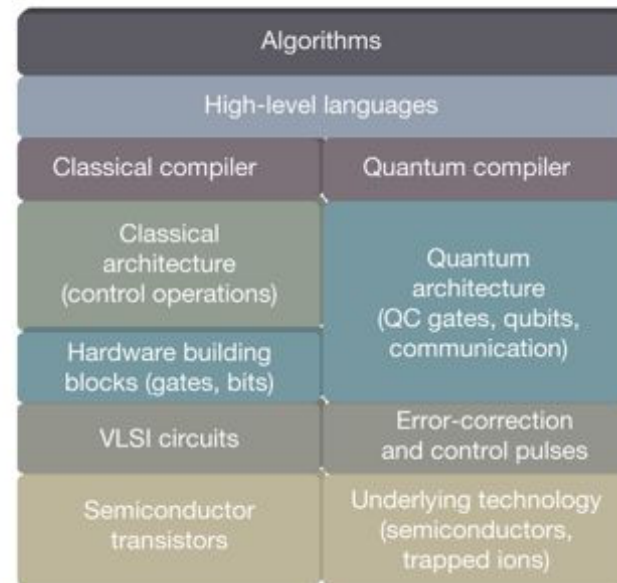 Algorithms
High-level languages
Classical compiler
Quantum compiler
Classical
architecture
(control operations)
Quantum
architecture
(QC gates, qubits,
communication)
Hardware building
blocks (gates, bits)
VLSI circuits
Error-correction
and control pulses
Semiconductor
transistors
Underlying technology
(semiconductors,
trapped ions)